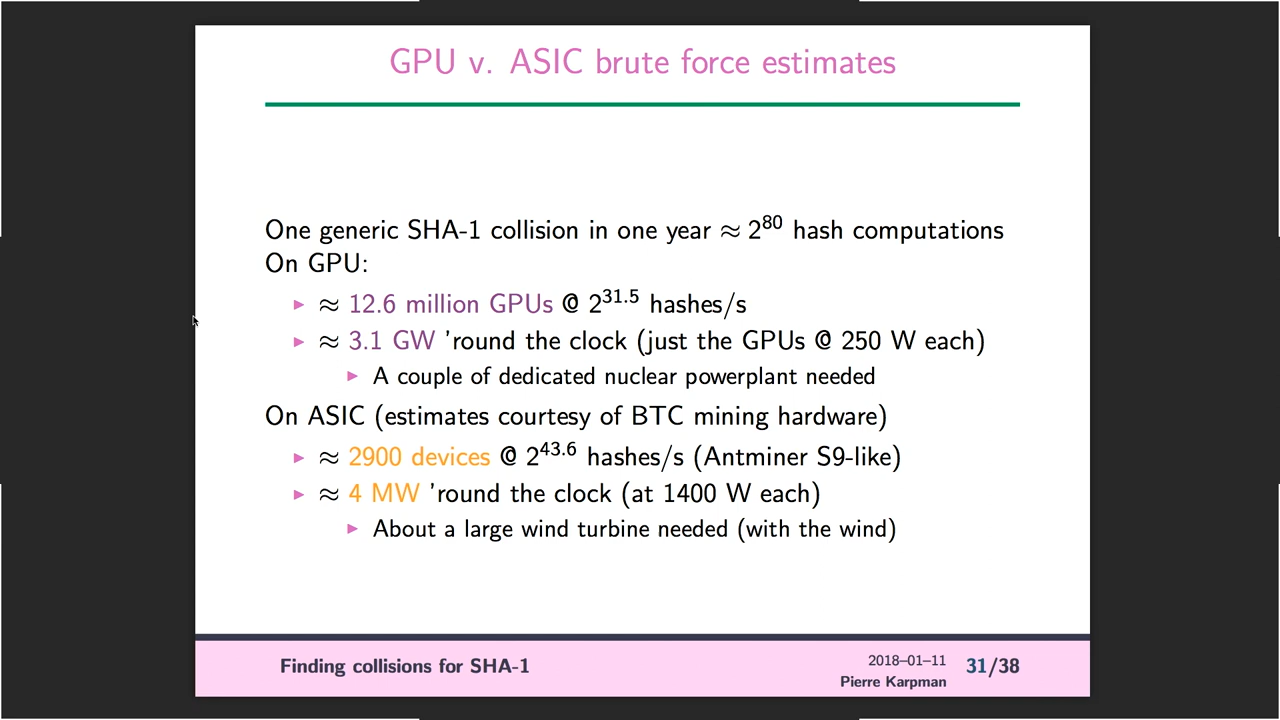 GPU v. ASIC brute force estimates
One generic SHA-1 collision in one year ≈ 2^80 hash computations
On GPU:
▶ ≈ 12.6 million GPUs @ 2^31.5 hashes/s
▶ ≈ 3.1 GW 'round the clock (just the GPUs @ 250 W each)
▶ A couple of dedicated nuclear powerplant needed
On ASIC (estimates courtesy of BTC mining hardware)
▶ ≈ 2900 devices @ 2^43.6 hashes/s (Antminer S9-like)
▶ ≈ 4 MW 'round the clock (at 1400 W each)
▶ About a large wind turbine needed (with the wind)
Finding collisions for SHA-1
2018–01–11
Pierre Karpman
31/38